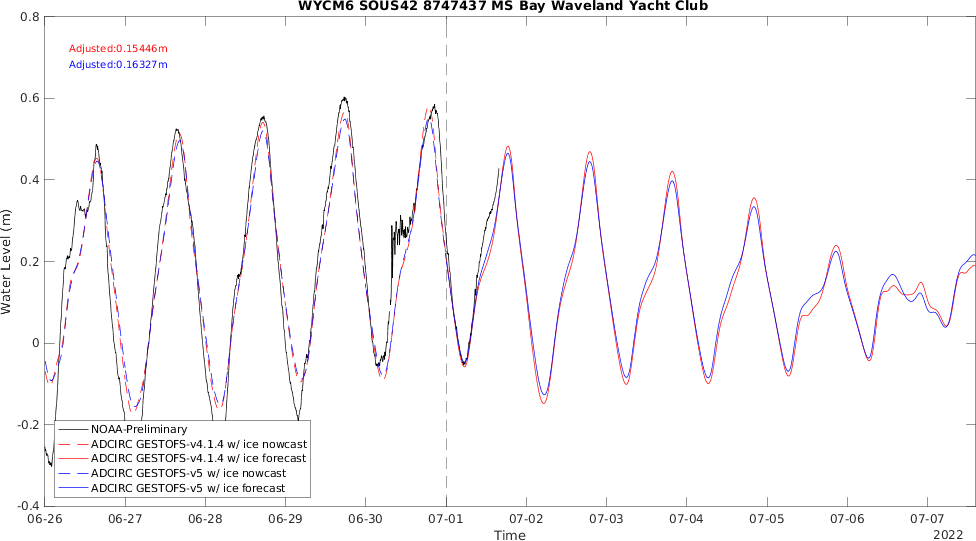 WYCM6 SOUS42 8747437 MS Bay Waveland Yacht Club
0.8
Adjusted:0.15446m
Adjusted:0.16327m
0.6
0.4
0.2
0
-0.2
-0.4
Water Level (m)
NOAA-Preliminary
ADCIRC GESTOFS-v4.1.4 w/ ice nowcast
ADCIRC GESTOFS-v4.1.4 w/ ice forecast
ADCIRC GESTOFS-v5 w/ ice nowcast
ADCIRC GESTOFS-v5 w/ ice forecast
06-26 06-27 06-28 06-29 06-30 07-01 07-02 07-03 07-04 07-05 07-06 07-07
Time
2022